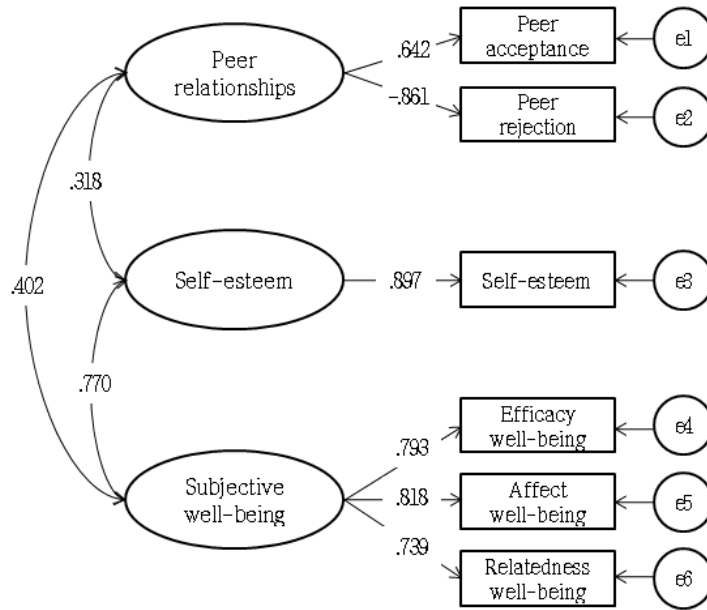 Peer
relationships
.642
-.861
Peer
acceptance
e1
Peer
rejection
e2
.318
.402
Self-esteem
.897
Self-esteem
e3
.770
Subjective
well-being
.793
.818
.739
Efficacy
well-being
e4
Affect
well-being
e5
Relatedness
well-being
e6